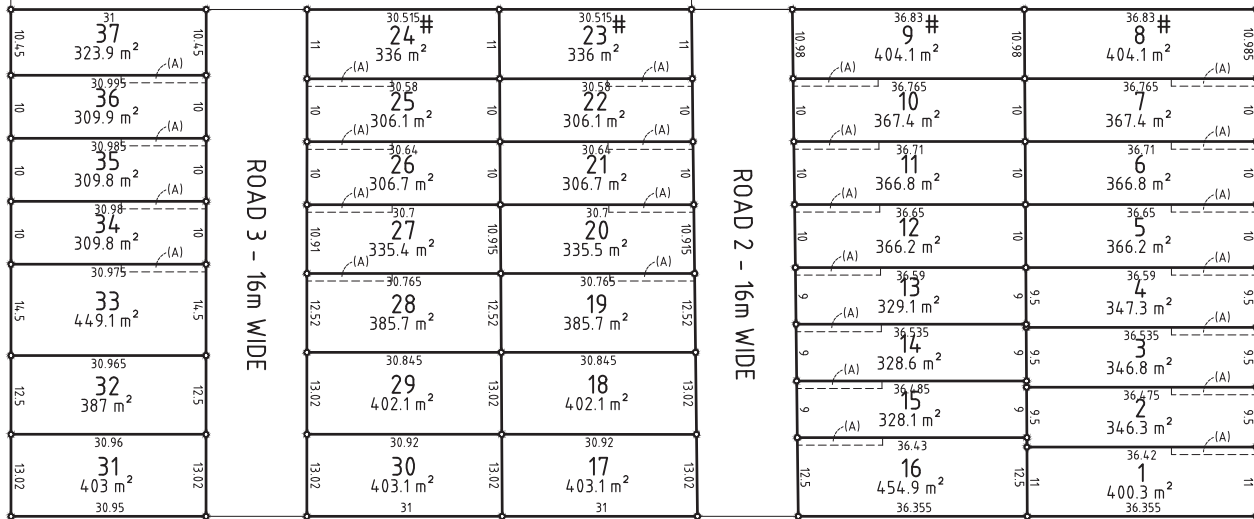 31
37
323.9 m²
10.45
10.45
(A)
30.995
36
309.9 m²
10
10
(A)
30.985
35
309.8 m²
10
10
(A)
30.98
34
309.8 m²
10
10
(A)
30.975
33
449.1 m²
14.5
14.5
30.965
32
387 m²
12.5
12.5
30.96
31
403 m²
13.02
13.02
30.95
ROAD 3 - 16m WIDE
30.515
24#
336 m²
11
11
(A)
30.58
25
306.1 m²
10
10
(A)
30.64
26
306.7 m²
10
10
(A)
30.7
27
335.4 m²
10.91
10.915
(A)
30.765
28
385.7 m²
12.52
12.52
30.845
29
402.1 m²
13.02
13.02
30.92
30
403.1 m²
13.02
13.02
31
30.515
23#
336 m²
11
(A)
30.58
22
306.1 m²
10
(A)
30.64
21
306.7 m²
10
(A)
30.7
20
335.5 m²
10.915
(A)
30.765
19
385.7 m²
12.52
30.845
18
402.1 m²
13.02
30.92
17
403.1 m²
13.02
31
ROAD 2 - 16m WIDE
36.83
9#
404.1 m²
10.98
10.98
(A)
36.765
10
367.4 m²
10
10
(A)
36.71
11
366.8 m²
10
10
(A)
36.65
12
366.2 m²
10
10
(A)
36.59
13
329.1 m²
9
9
(A)
36.535
14
328.6 m²
9
9
(A)
36.485
15
328.1 m²
9
9
(A)
36.43
16
454.9 m²
12.5
12.5
36.355
36.83
8#
404.1 m²
10.985
(A)
36.765
7
367.4 m²
10
(A)
36.71
6
366.8 m²
10
(A)
36.65
5
366.2 m²
10
(A)
36.59
4
347.3 m²
9.5
9.5
(A)
36.535
3
346.8 m²
9.5
9.5
(A)
36.475
2
346.3 m²
9.5
9.5
(A)
36.42
1
400.3 m²
11
11
36.355